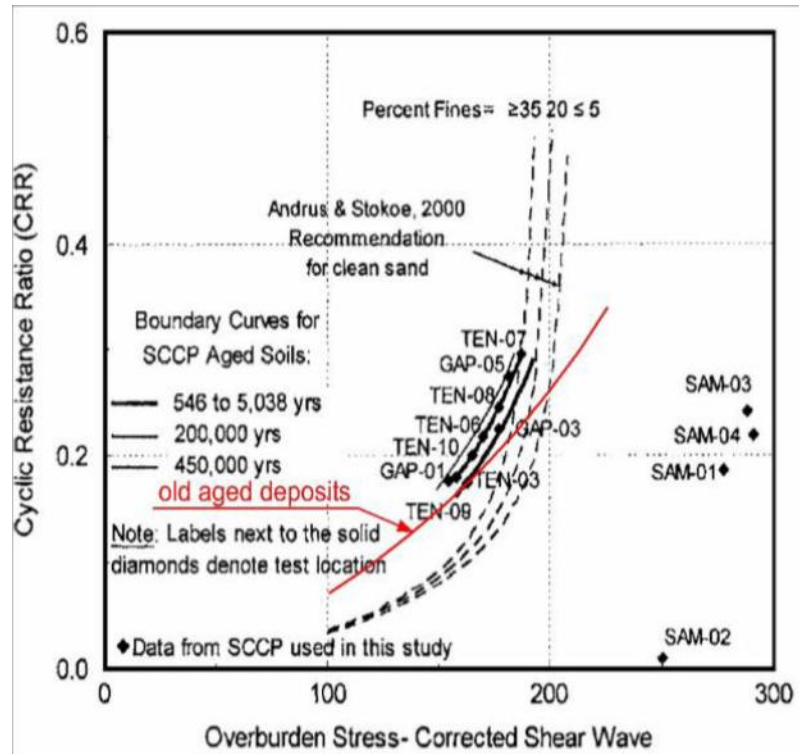 0.6
Percent Fines= ≥35 20 ≤ 5
Andrus & Stokoe, 2000
Recommendation
for clean sand
0.4
Cyclic Resistance Ratio (CRR)
Boundary Curves for
SCCP Aged Soils:
546 to 5,038 yrs
200,000 yrs
450,000 yrs
TEN-07
GAP-05
TEN-08
TEN-06
TEN-10
GAP-01
GAP-03
TEN-03
TEN-09
SAM-03
SAM-04
SAM-01
0.2
old aged deposits
Note: Labels next to the solid
diamonds denote test location
Data from SCCP used in this study
SAM-02
0.0
0 100 200 300
Overburden Stress- Corrected Shear Wave